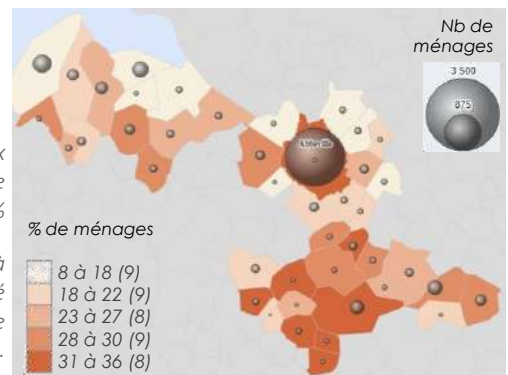 Nb de
ménages
3 500
875
Abbeville
x
e
%
à
é
e
.
% de ménages
8 à 18 (9)
18 à 22 (9)
23 à 27 (8)
28 à 30 (9)
31 à 36 (8)